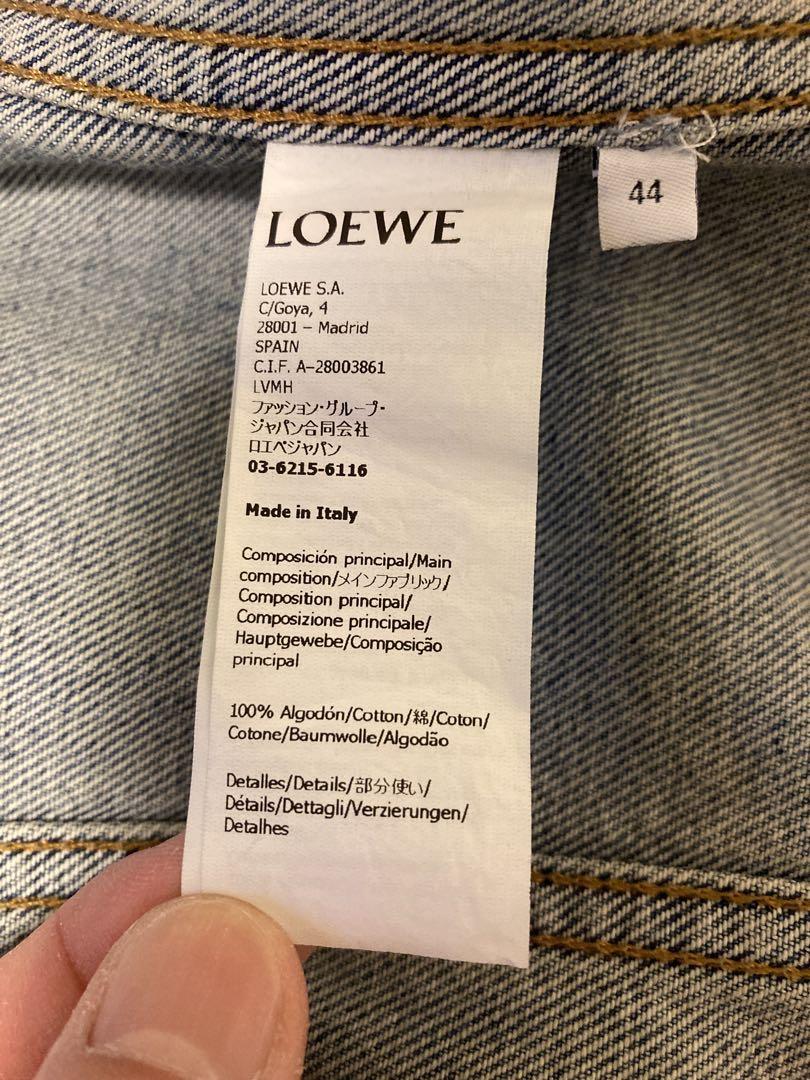 LOEWE
44
LOEWE S.A.
C/Goya, 4
28001 – Madrid
SPAIN
C.I.F. A-28003861
LVMH
ファッション・グループ・
ジャパン合同会社
ロエベジャパン
03-6215-6116
Made in Italy
Composición principal/Main
composition/メインファブリック/
Composition principal/
Composizione principale/
Hauptgewebe/Composição
principal
100% Algodón/Cotton/綿/Coton/
Cotone/Baumwolle/Algodão
Detalles/Details/部分使い/
Détails/Dettagli/Verzierungen/
Detalhes